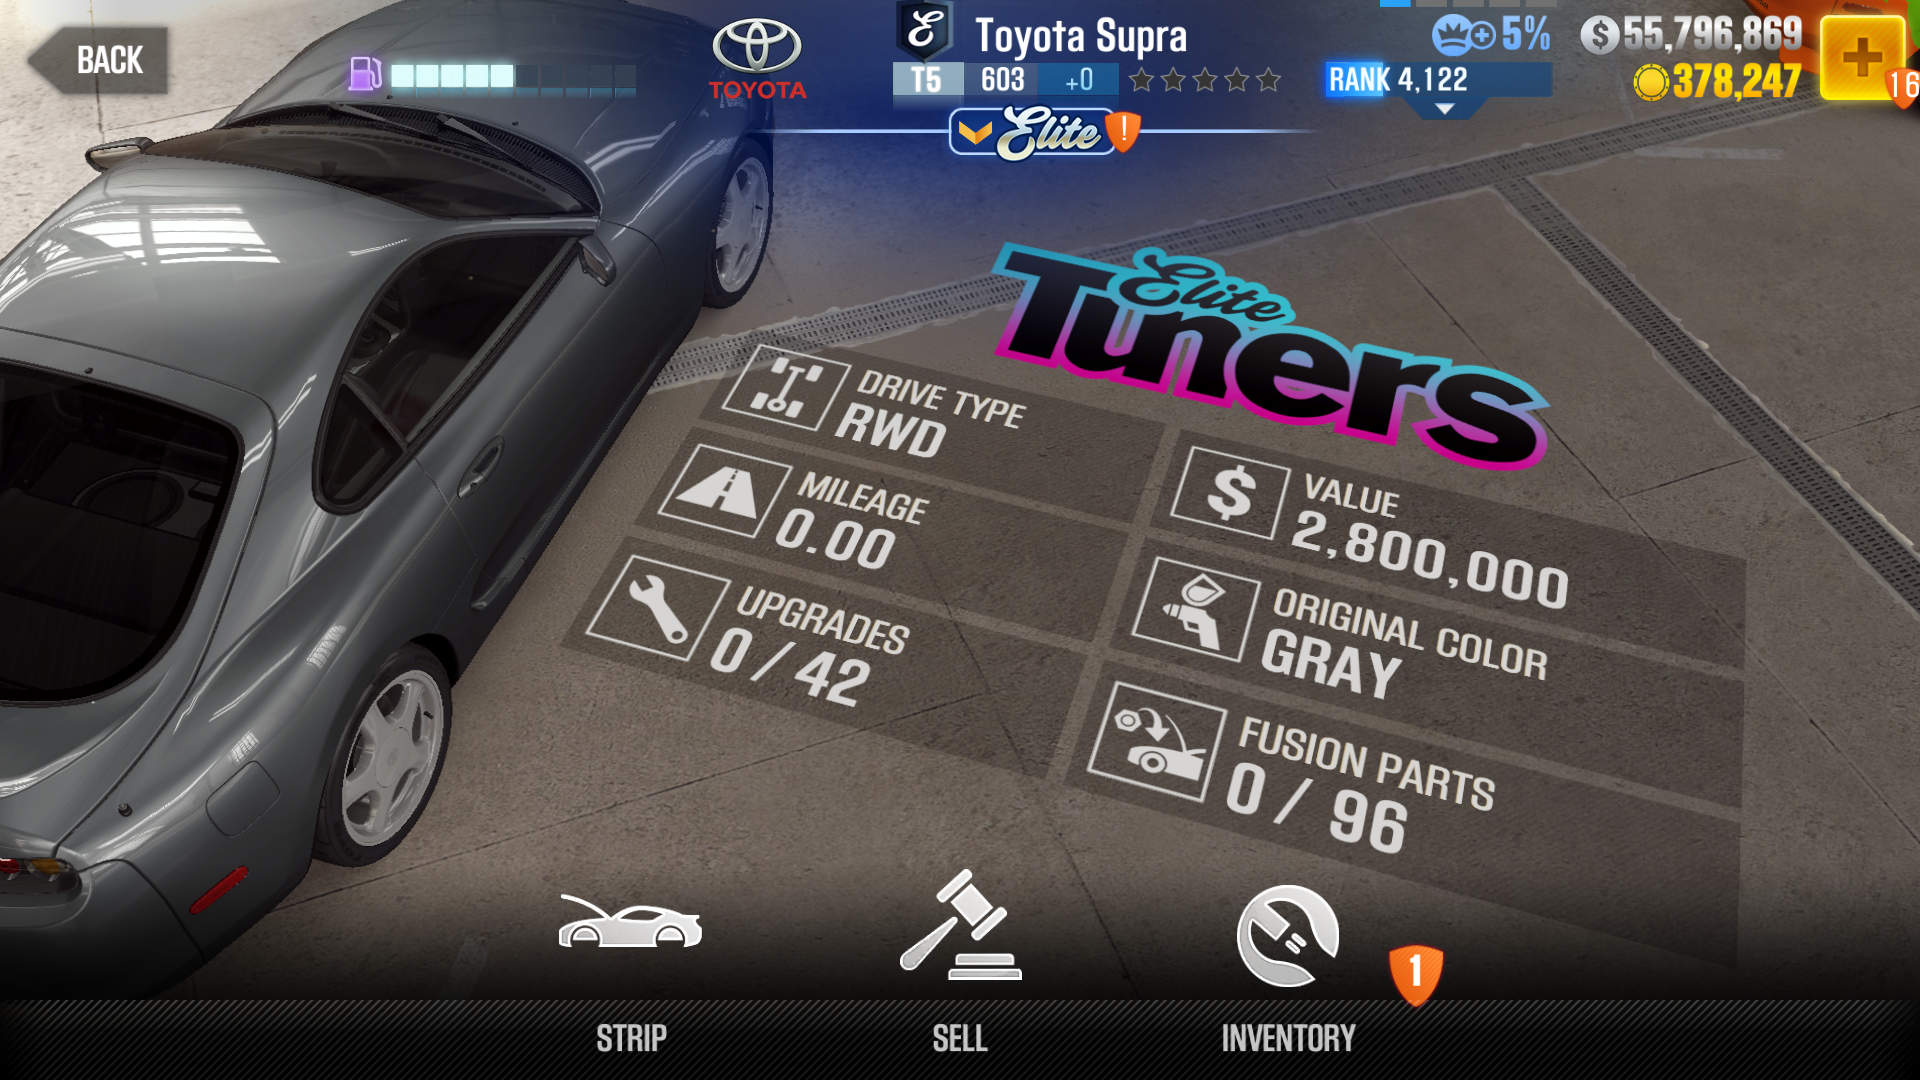 BACK
TOYOTA
Toyota Supra
T5 603 +0
Elite !
5%
RANK 4,122
$ 55,796,869
378,247
16
Elite
Tuners
DRIVE TYPE
RWD
MILEAGE
0.00
UPGRADES
0 / 42
$ VALUE
2,800,000
ORIGINAL COLOR
GRAY
FUSION PARTS
0 / 96
STRIP
SELL
INVENTORY
1